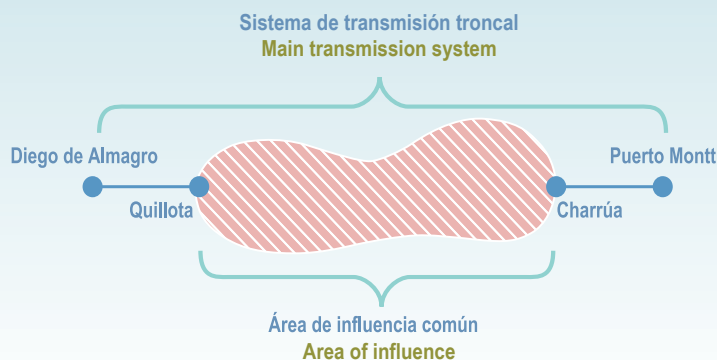 Sistema de transmisión troncal
Main transmission system
Diego de Almagro
Puerto Montt
Quillota
Charrúa
Área de influencia común
Area of influence